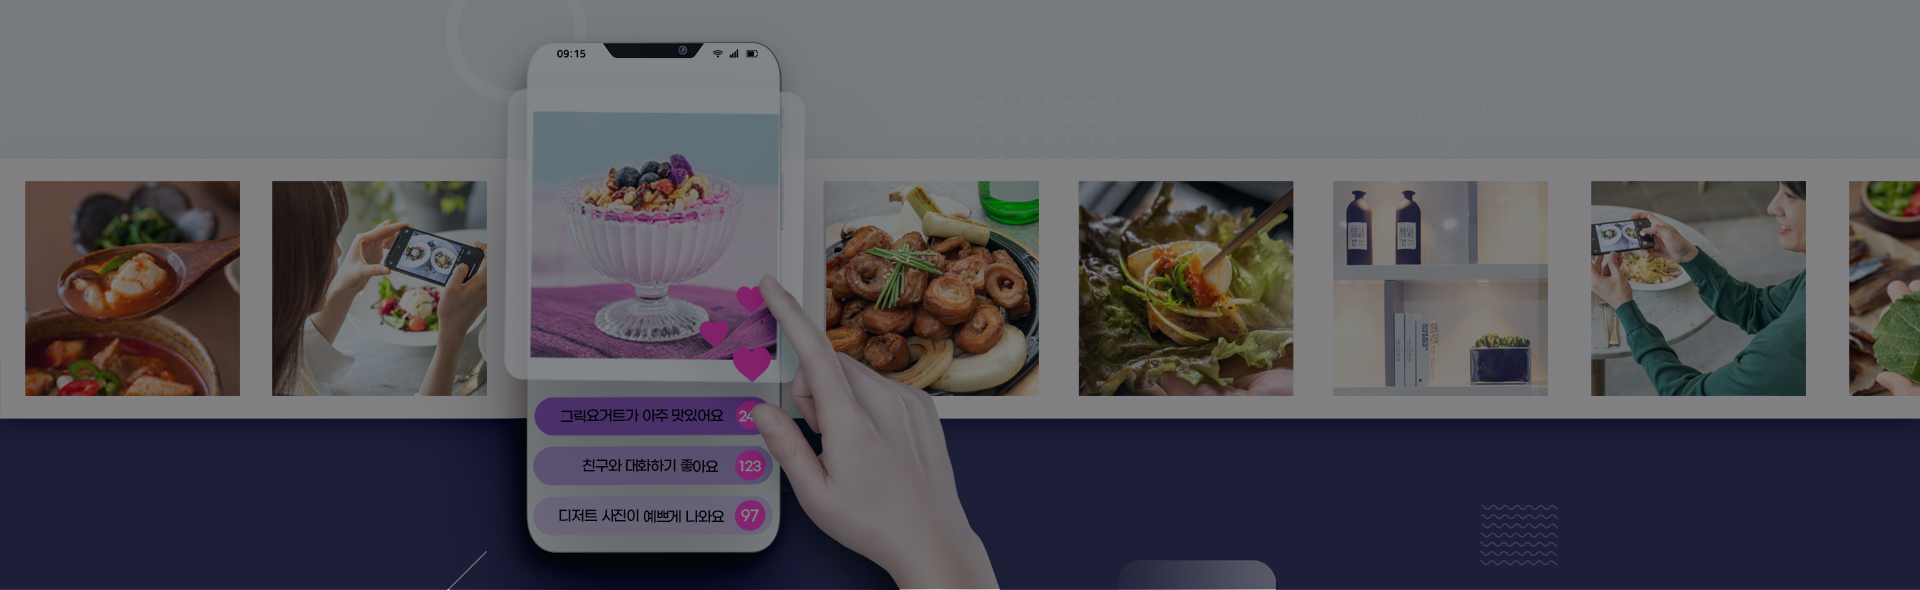 09:15
그릭요거트가 아주 맛있어요
친구와 대화하기 좋아요 123
디저트 사진이 예쁘게 나와요 97